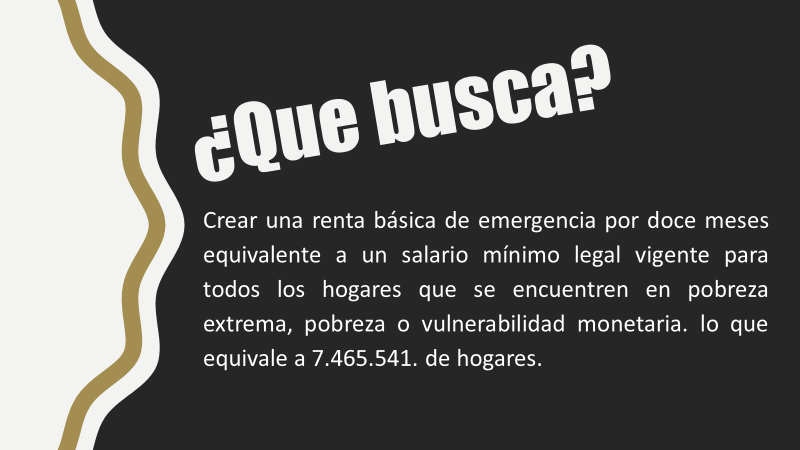 ¿Que busca?
Crear una renta básica de emergencia por doce meses
equivalente a un salario mínimo legal vigente para
todos los hogares que se encuentren en pobreza
extrema, pobreza o vulnerabilidad monetaria. lo que
equivale a 7.465.541. de hogares.